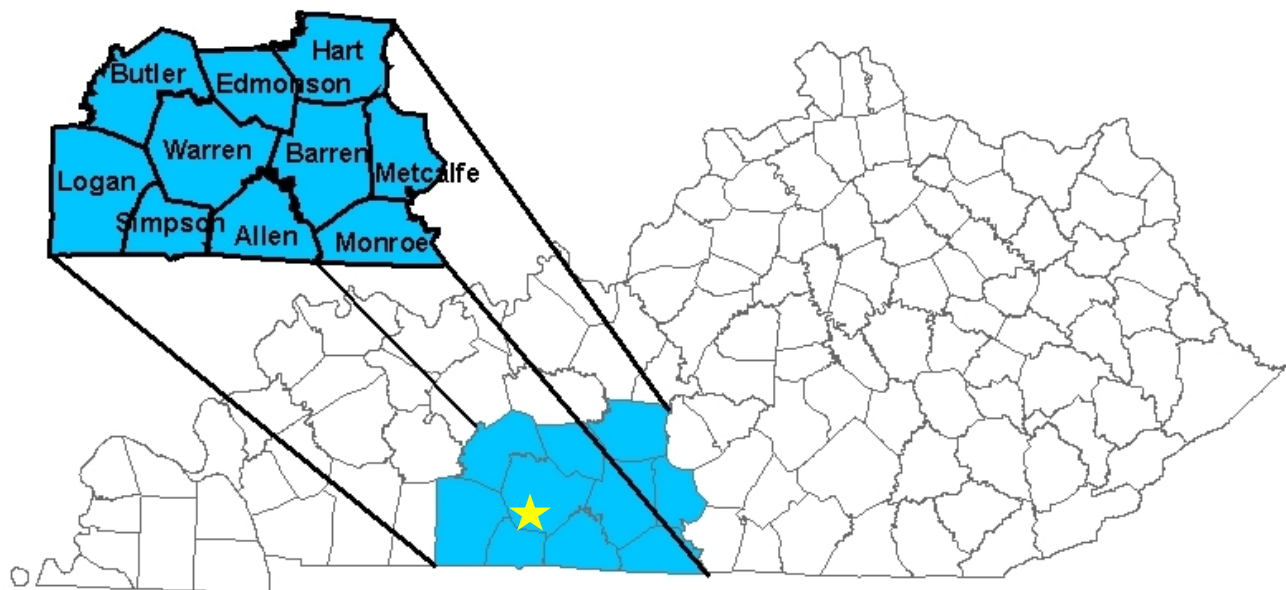 Hart
Butler
Edmonson
Warren
Barren
Metcalfe
Logan
Simpson
Allen
Monroe